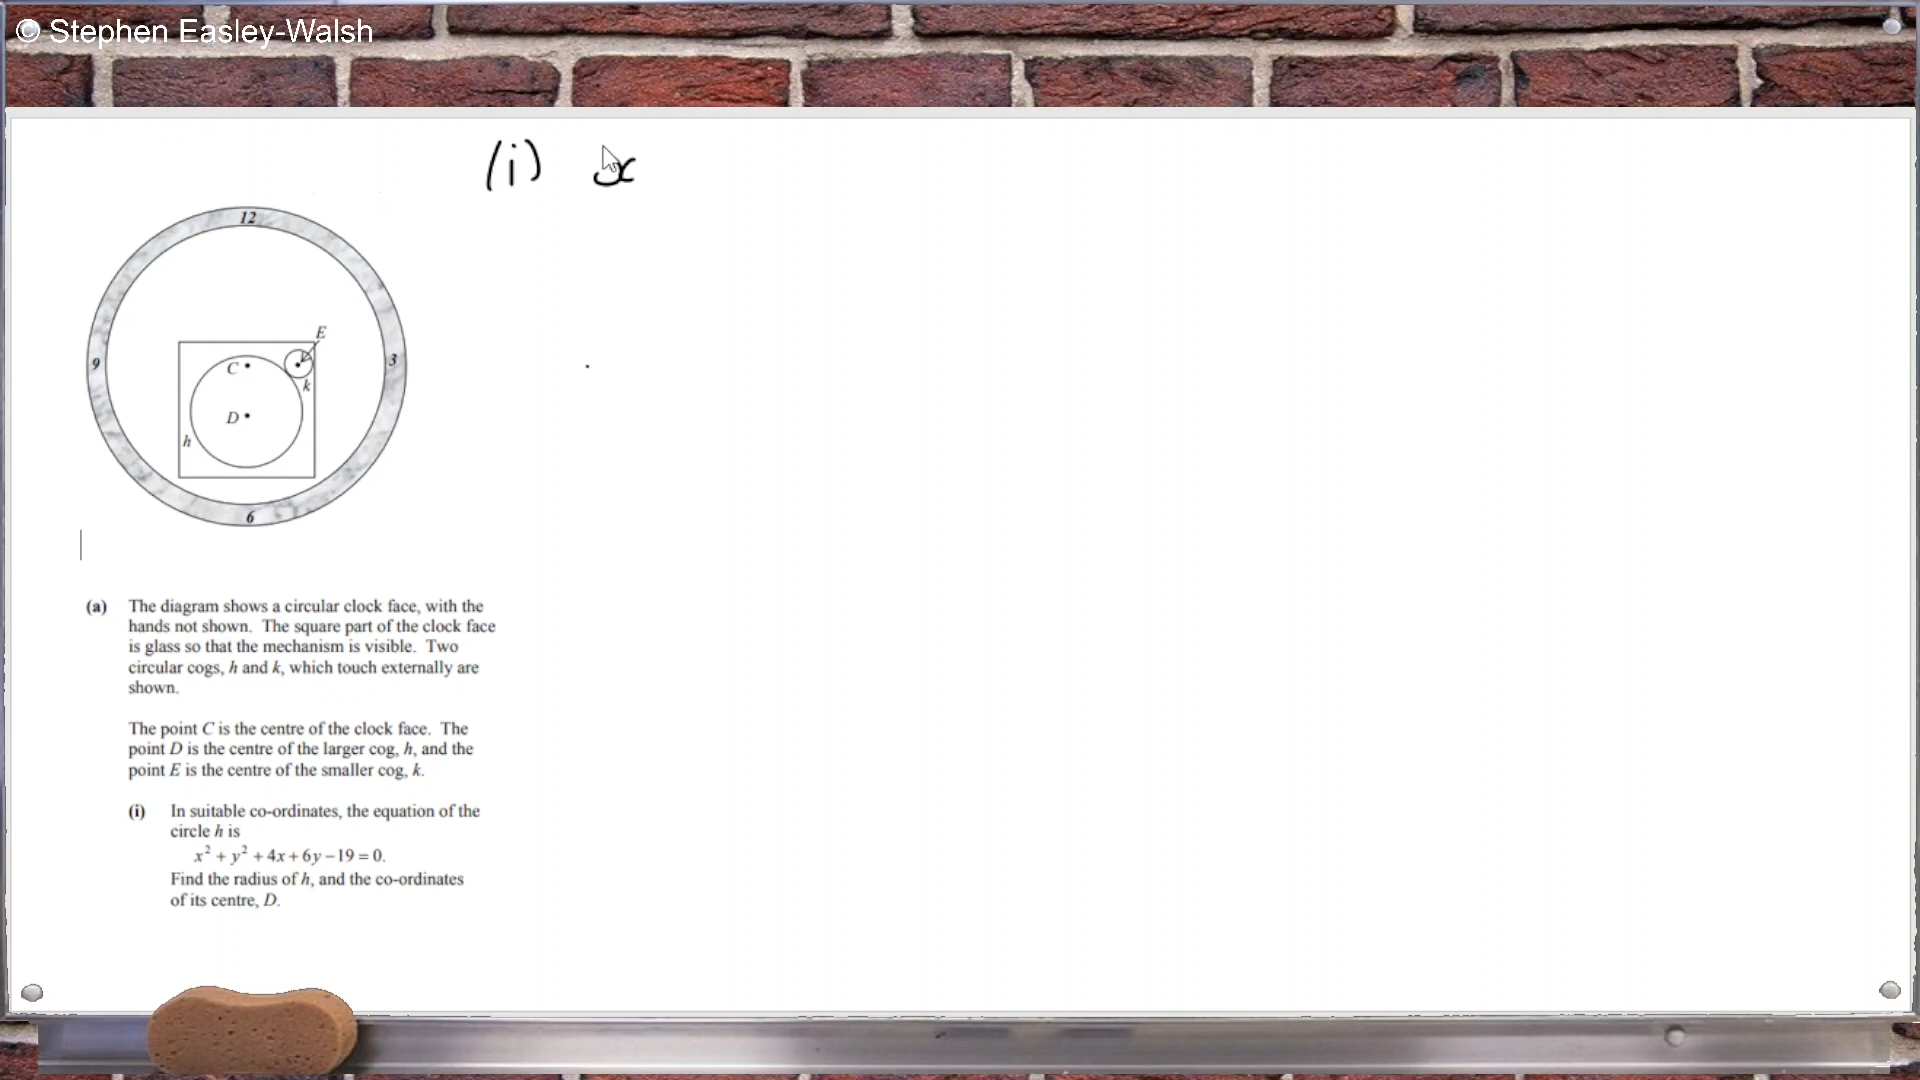 © Stephen Easley-Walsh
(i) x
12
E
9
C
3
k
D
h
6
(a) The diagram shows a circular clock face, with the
hands not shown. The square part of the clock face
is glass so that the mechanism is visible. Two
circular cogs, h and k, which touch externally are
shown.
The point C is the centre of the clock face. The
point D is the centre of the larger cog, h, and the
point E is the centre of the smaller cog, k.
(i) In suitable co-ordinates, the equation of the
circle h is
x² + y² + 4x + 6y – 19 = 0.
Find the radius of h, and the co-ordinates
of its centre, D.